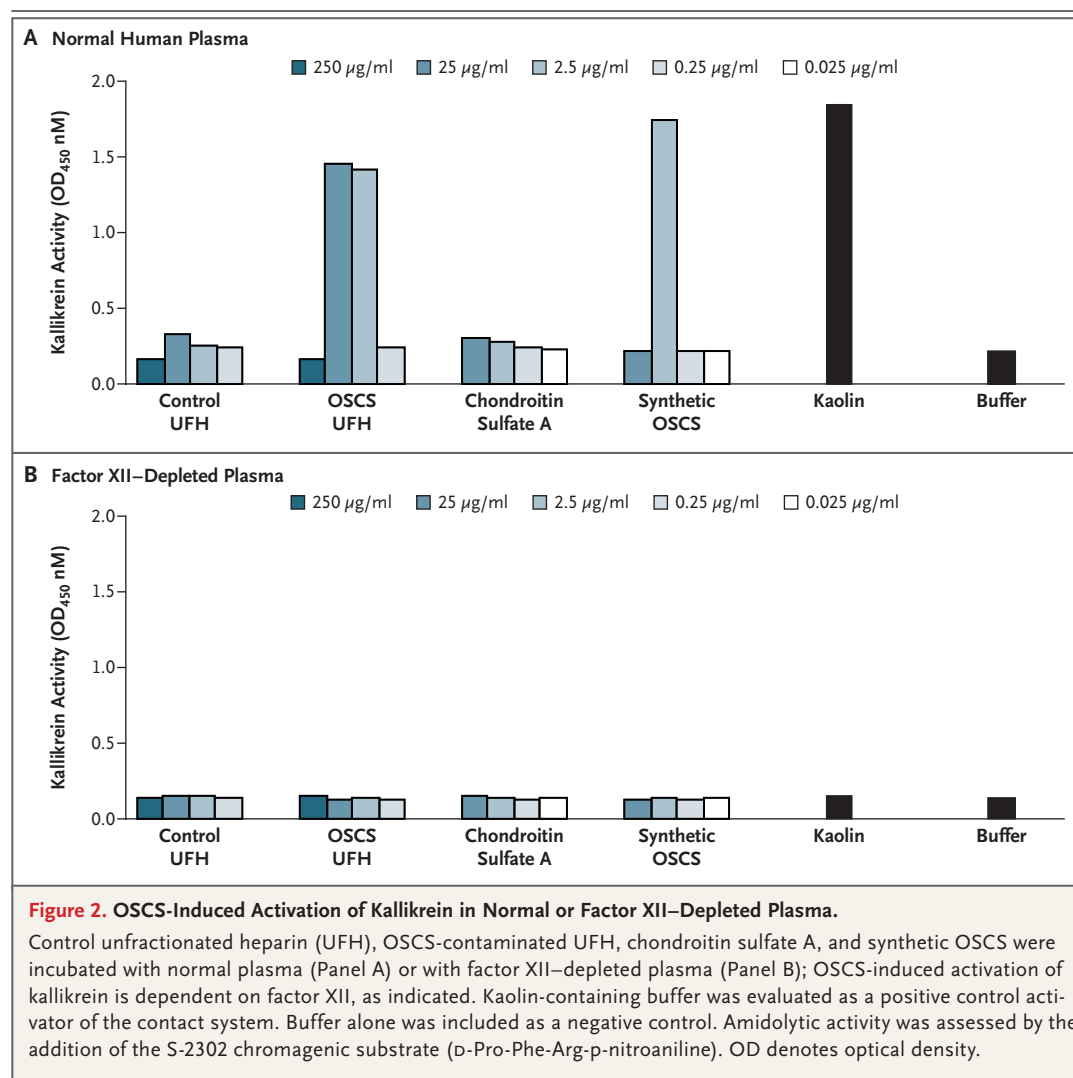 A Normal Human Plasma
250 µg/ml 25 µg/ml 2.5 µg/ml 0.25 µg/ml 0.025 µg/ml
Kallikrein Activity (OD450 nM)
2.0
1.5
1.0
0.5
0.0
Control UFH
OSCS UFH
Chondroitin Sulfate A
Synthetic OSCS
Kaolin
Buffer
B Factor XII–Depleted Plasma
250 µg/ml 25 µg/ml 2.5 µg/ml 0.25 µg/ml 0.025 µg/ml
Kallikrein Activity (OD450 nM)
2.0
1.5
1.0
0.5
0.0
Control UFH
OSCS UFH
Chondroitin Sulfate A
Synthetic OSCS
Kaolin
Buffer
Figure 2. OSCS-Induced Activation of Kallikrein in Normal or Factor XII–Depleted Plasma.
Control unfractionated heparin (UFH), OSCS-contaminated UFH, chondroitin sulfate A, and synthetic OSCS were
incubated with normal plasma (Panel A) or with factor XII–depleted plasma (Panel B); OSCS-induced activation of
kallikrein is dependent on factor XII, as indicated. Kaolin-containing buffer was evaluated as a positive control acti-
vator of the contact system. Buffer alone was included as a negative control. Amidolytic activity was assessed by the
addition of the S-2302 chromagenic substrate (D-Pro-Phe-Arg-p-nitroaniline). OD denotes optical density.